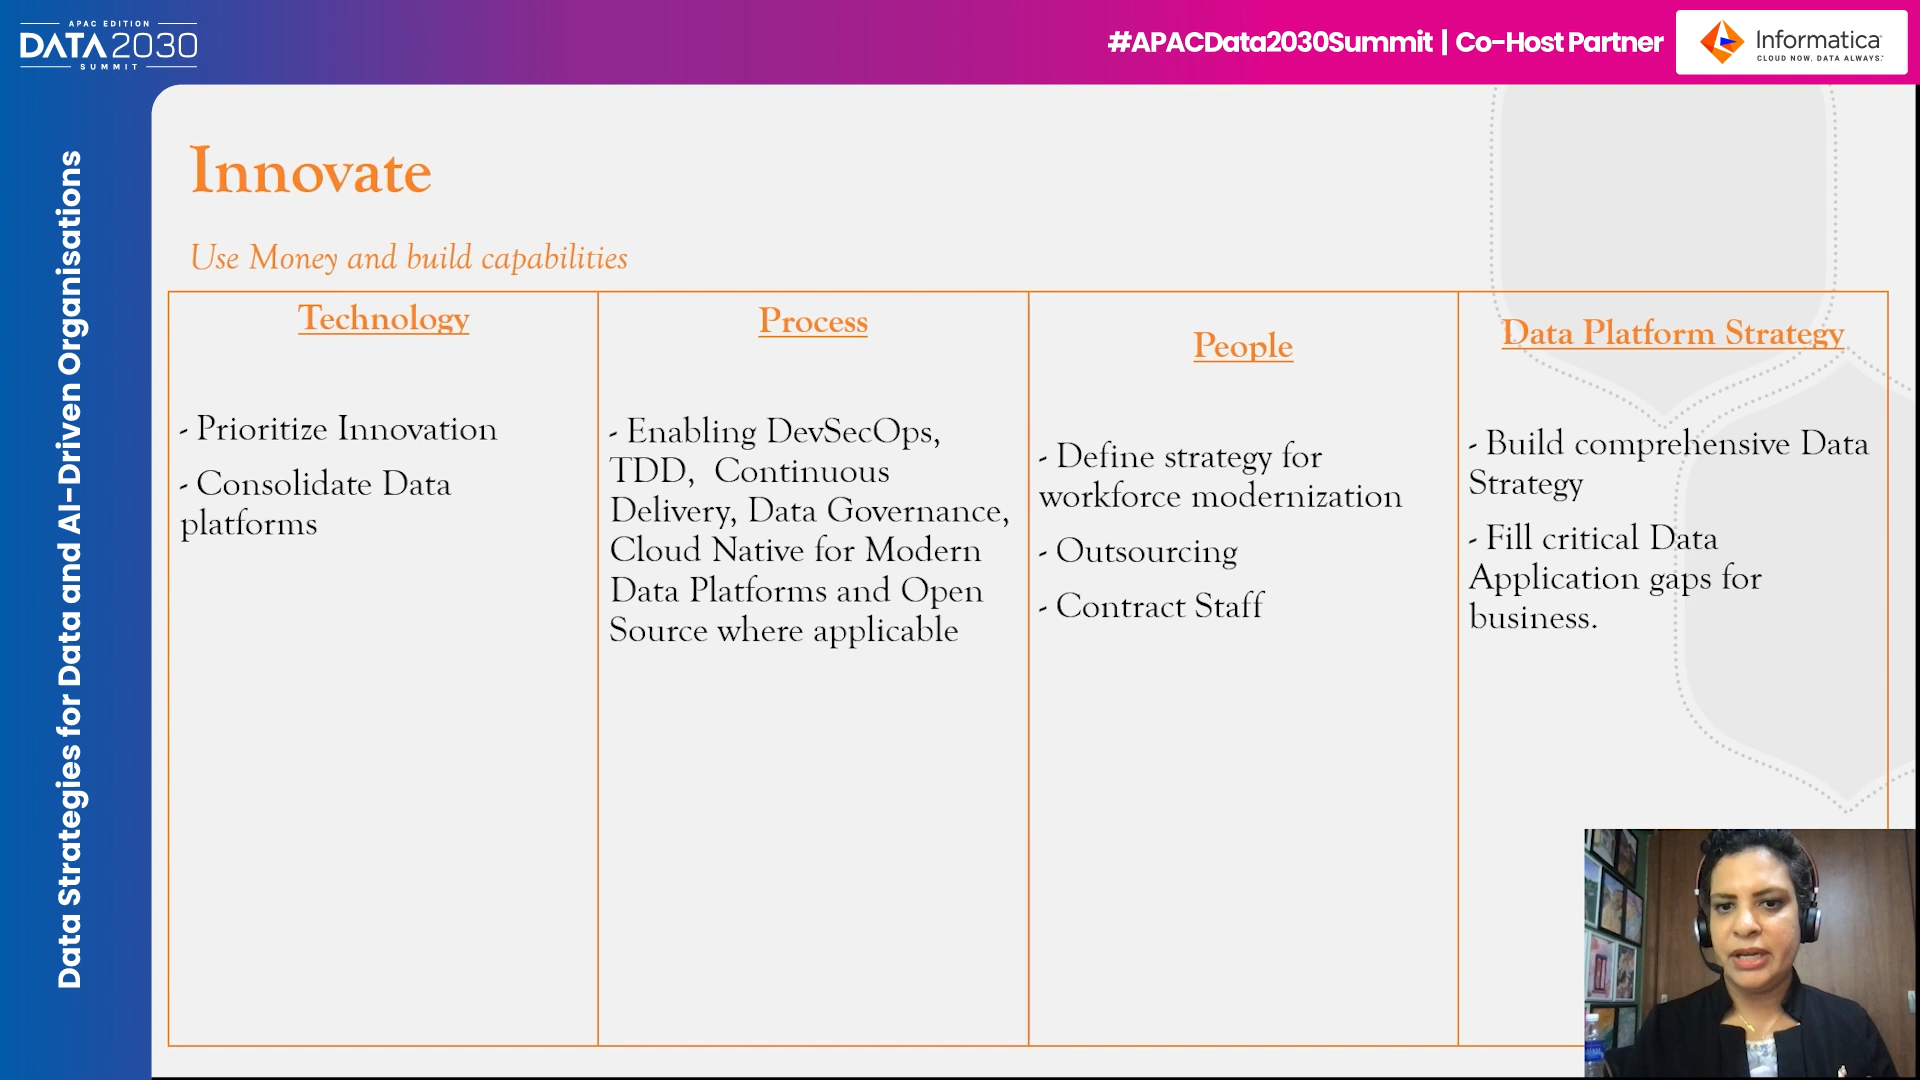 APAC EDITION
DATA2030
SUMMIT
#APACData2030Summit | Co-Host Partner
Informatica
CLOUD NOW. DATA ALWAYS.
Data Strategies for Data and AI-Driven Organisations
Innovate
Use Money and build capabilities
Technology
- Prioritize Innovation
- Consolidate Data
platforms
Process
- Enabling DevSecOps,
TDD,  Continuous
Delivery, Data Governance,
Cloud Native for Modern
Data Platforms and Open
Source where applicable
People
- Define strategy for
workforce modernization
- Outsourcing
- Contract Staff
Data Platform Strategy
- Build comprehensive Data
Strategy
- Fill critical Data
Application gaps for
business.